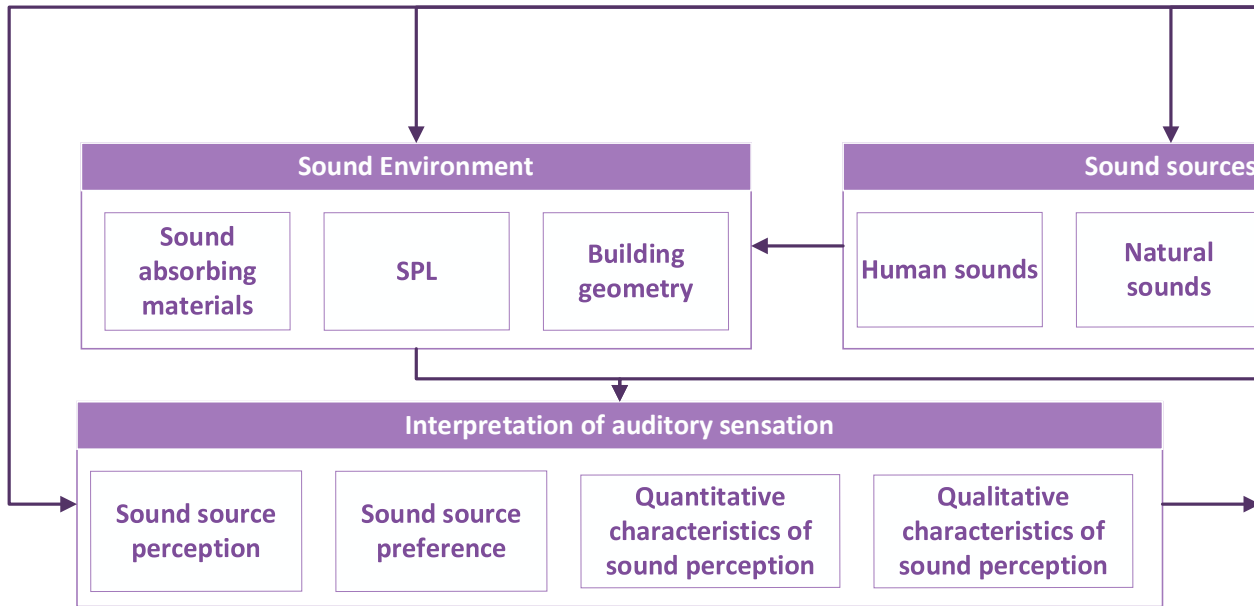 Sound Environment
Sound
absorbing
materials
SPL
Building
geometry
Sound sources
Human sounds
Natural
sounds
Interpretation of auditory sensation
Sound source
perception
Sound source
preference
Quantitative
characteristics of
sound perception
Qualitative
characteristics of
sound perception